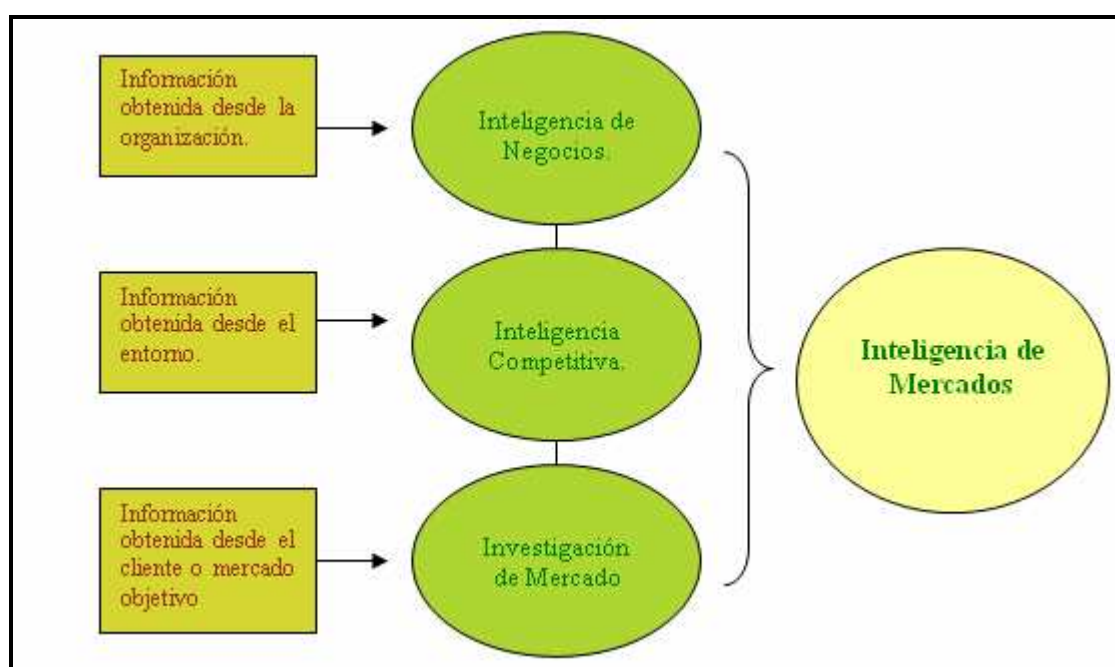 Información
obtenida desde la
organización.
Inteligencia de
Negocios.
Información
obtenida desde el
entorno.
Inteligencia
Competitiva.
Inteligencia de
Mercados
Información
obtenida desde el
cliente o mercado
objetivo
Investigación
de Mercado